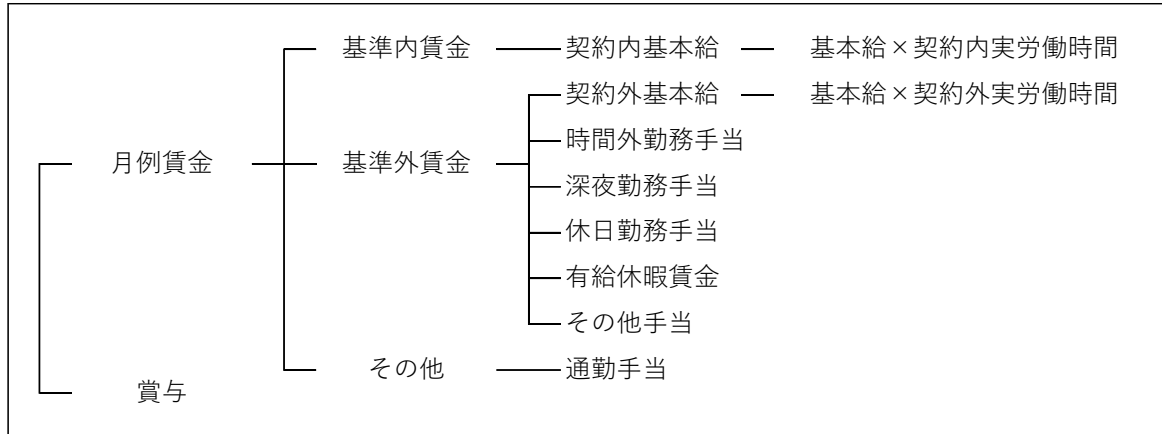 基準内賃金 契約内基本給 基本給×契約内実労働時間
契約外基本給 基本給×契約外実労働時間
時間外勤務手当
月例賃金 基準外賃金
深夜勤務手当
休日勤務手当
有給休暇賃金
その他手当
その他 通勤手当
賞与